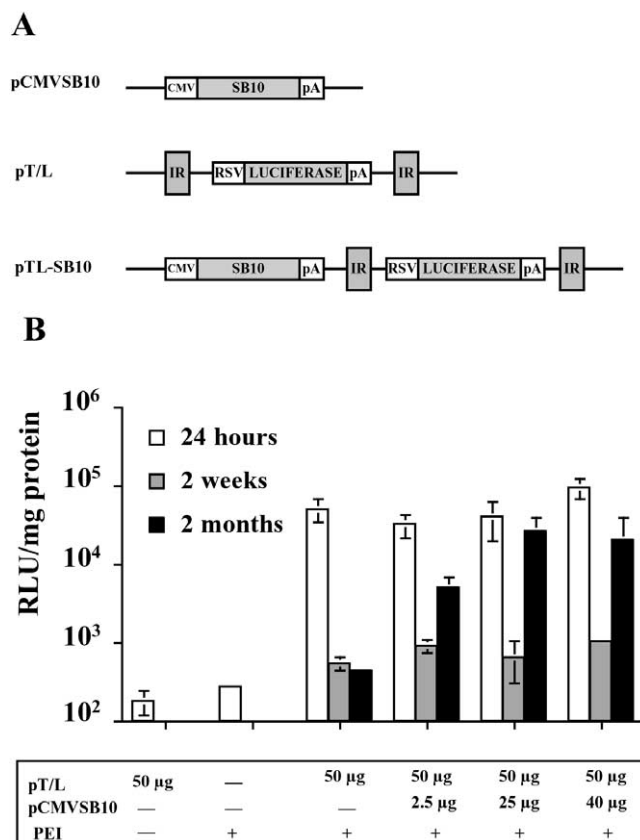 A
pCMVSB10
CMV SB10 pA
pT/L
IR RSV LUCIFERASE pA IR
pTL-SB10
CMV SB10 pA IR RSV LUCIFERASE pA IR
B
RLU/mg protein
10⁶
10⁵
10⁴
10³
10²
24 hours
2 weeks
2 months
pT/L 50 µg — 50 µg 50 µg 50 µg 50 µg
pCMVSB10 — — — 2.5 µg 25 µg 40 µg
PEI — + + + + +